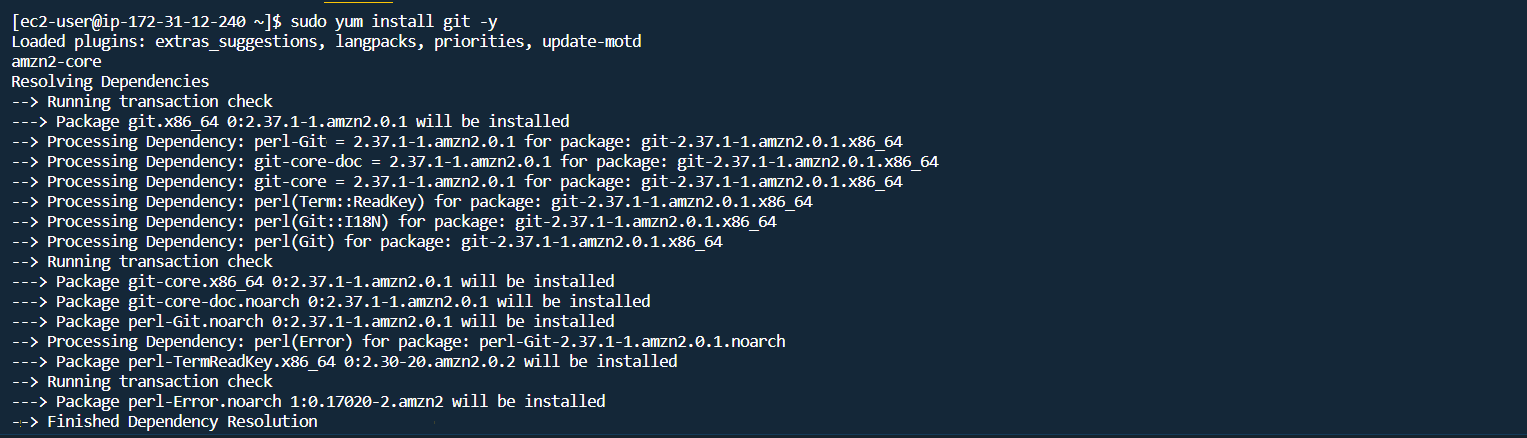 [ec2-user@ip-172-31-12-240 ~]$ sudo yum install git -y
Loaded plugins: extras_suggestions, langpacks, priorities, update-motd
amzn2-core
Resolving Dependencies
--> Running transaction check
---> Package git.x86_64 0:2.37.1-1.amzn2.0.1 will be installed
--> Processing Dependency: perl-Git = 2.37.1-1.amzn2.0.1 for package: git-2.37.1-1.amzn2.0.1.x86_64
--> Processing Dependency: git-core-doc = 2.37.1-1.amzn2.0.1 for package: git-2.37.1-1.amzn2.0.1.x86_64
--> Processing Dependency: git-core = 2.37.1-1.amzn2.0.1 for package: git-2.37.1-1.amzn2.0.1.x86_64
--> Processing Dependency: perl(Term::ReadKey) for package: git-2.37.1-1.amzn2.0.1.x86_64
--> Processing Dependency: perl(Git::I18N) for package: git-2.37.1-1.amzn2.0.1.x86_64
--> Processing Dependency: perl(Git) for package: git-2.37.1-1.amzn2.0.1.x86_64
--> Running transaction check
---> Package git-core.x86_64 0:2.37.1-1.amzn2.0.1 will be installed
---> Package git-core-doc.noarch 0:2.37.1-1.amzn2.0.1 will be installed
---> Package perl-Git.noarch 0:2.37.1-1.amzn2.0.1 will be installed
--> Processing Dependency: perl(Error) for package: perl-Git-2.37.1-1.amzn2.0.1.noarch
---> Package perl-TermReadKey.x86_64 0:2.30-20.amzn2.0.2 will be installed
--> Running transaction check
---> Package perl-Error.noarch 1:0.17020-2.amzn2 will be installed
--> Finished Dependency Resolution